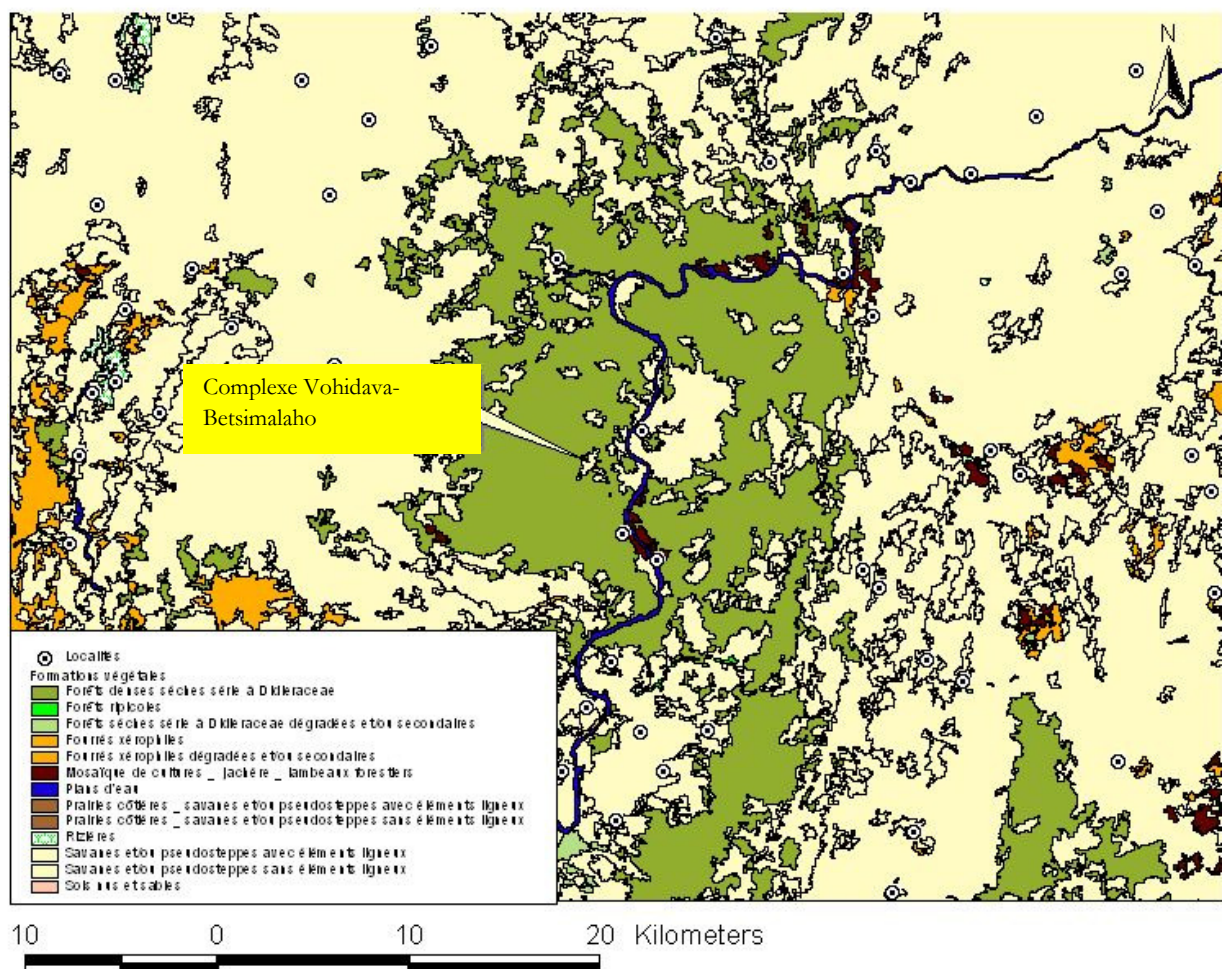 N
Complexe Vohidava-
Betsimalaho
Localités
Formations végétales
Forêts denses sèches série à Didieraceae
Forêts ripicoles
Forêts sèches série à Didieraceae dégradées et/ou secondaires
Fourrés xérophiles
Fourrés xérophiles dégradées et/ou secondaires
Mosaïque de cultures _ jachère _ lambeaux forestiers
Plans d'eau
Prairies côtières _ savanes et/ou pseudosteppes avec éléments ligneux
Prairies côtières _ savanes et/ou pseudosteppes sans éléments ligneux
Rizières
Savanes et/ou pseudosteppes avec éléments ligneux
Savanes et/ou pseudosteppes sans éléments ligneux
Sols nus et sables
10 0 10 20 Kilometers